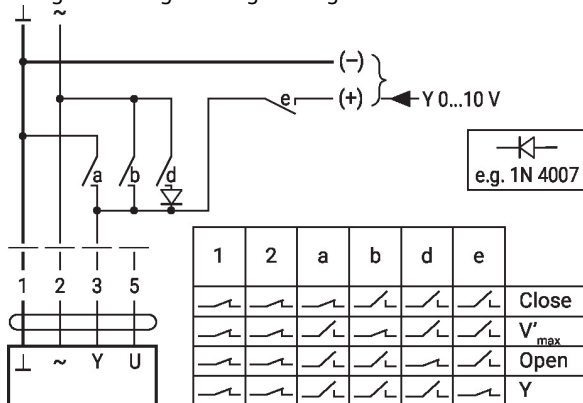 ⊥ ~
(−)
e (+) Y 0...10 V
a b d
e.g. 1N 4007
1 2 3 5
⊥ ~ Y U
1 2 a b d e
Close
V'max
Open
Y